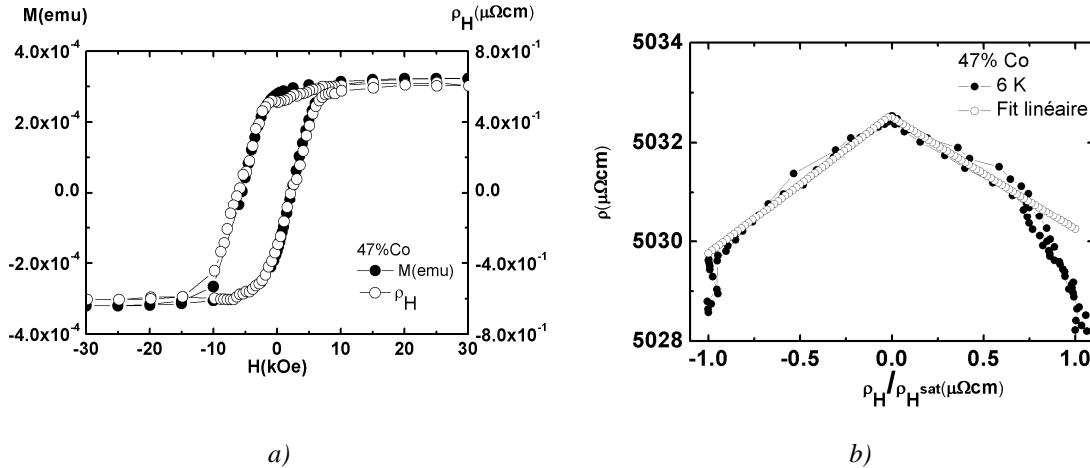 M(emu)
ρH(μΩcm)
4.0x10-4
2.0x10-4
0.0
-2.0x10-4
-4.0x10-4
8.0x10-1
4.0x10-1
0.0
-4.0x10-1
-8.0x10-1
47%Co
M(emu)
ρH
-30 -20 -10 0 10 20 30
H(kOe)
a)
5034
5032
5030
5028
ρ(μΩcm)
47% Co
6 K
Fit linéaire
-1.0 -0.5 0.0 0.5 1.0
ρH/ρHsat(μΩcm)
b)